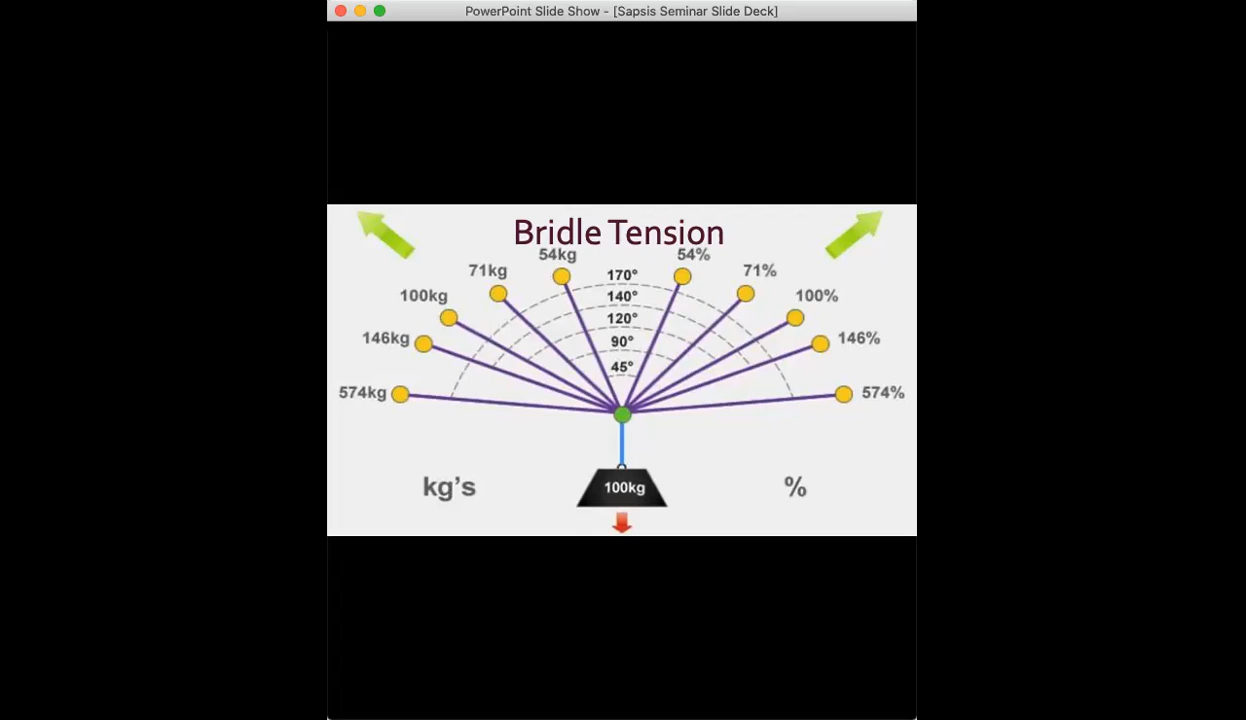 PowerPoint Slide Show - [Sapsis Seminar Slide Deck]
Bridle Tension
54kg 54%
71kg 170° 71%
100kg 140° 100%
120°
146kg 90° 146%
45°
574kg 574%
kg's 100kg %